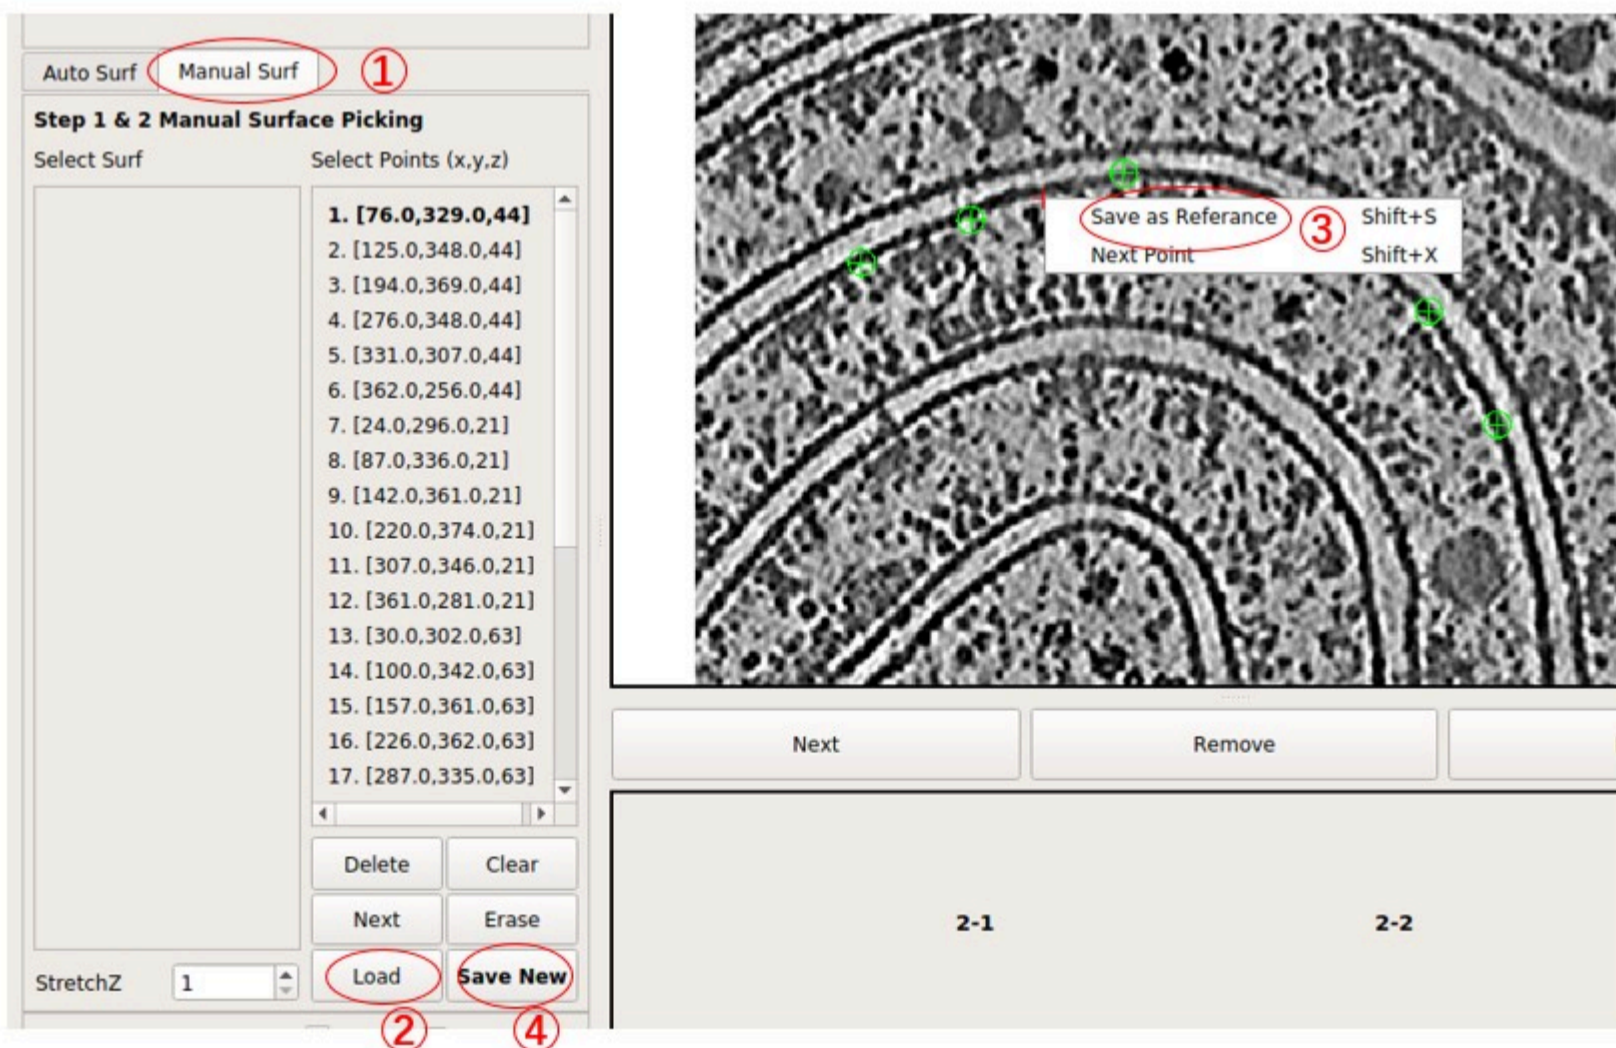 Auto Surf
Manual Surf
①
Step 1 & 2 Manual Surface Picking
Select Surf
Select Points (x,y,z)
1. [76.0,329.0,44]
2. [125.0,348.0,44]
3. [194.0,369.0,44]
4. [276.0,348.0,44]
5. [331.0,307.0,44]
6. [362.0,256.0,44]
7. [24.0,296.0,21]
8. [87.0,336.0,21]
9. [142.0,361.0,21]
10. [220.0,374.0,21]
11. [307.0,346.0,21]
12. [361.0,281.0,21]
13. [30.0,302.0,63]
14. [100.0,342.0,63]
15. [157.0,361.0,63]
16. [226.0,362.0,63]
17. [287.0,335.0,63]
Delete
Clear
Next
Erase
StretchZ
1
Load
Save New
②
④
Save as Referance
③
Shift+S
Next Point
Shift+X
Next
Remove
2-1
2-2